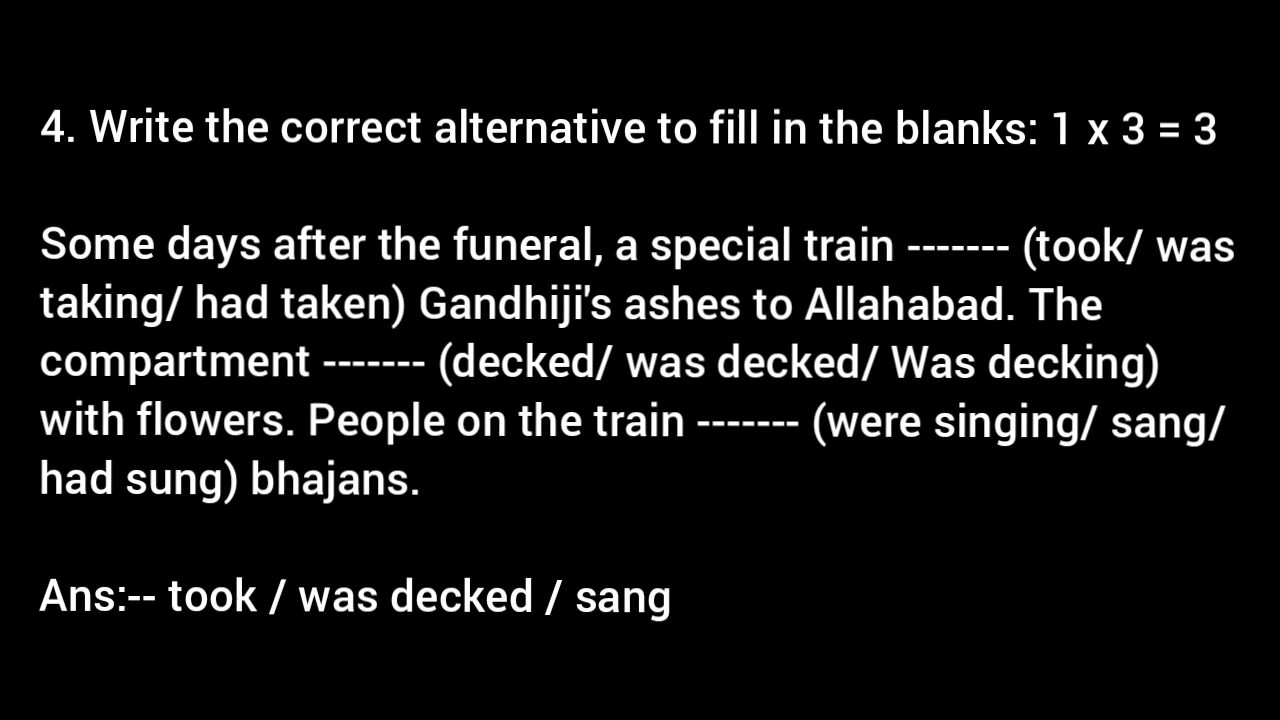 4. Write the correct alternative to fill in the blanks: 1 x 3 = 3
Some days after the funeral, a special train ------- (took/ was
taking/ had taken) Gandhiji's ashes to Allahabad. The
compartment ------- (decked/ was decked/ Was decking)
with flowers. People on the train ------- (were singing/ sang/
had sung) bhajans.
Ans:-- took / was decked / sang